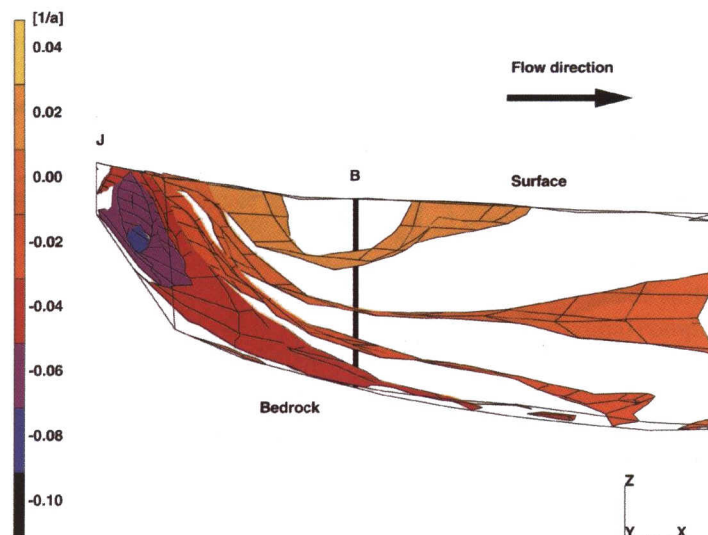 [1/a]
0.04
0.02
0.00
-0.02
-0.04
-0.06
-0.08
-0.10
Flow direction
J
B
Surface
Bedrock
Z
Y X